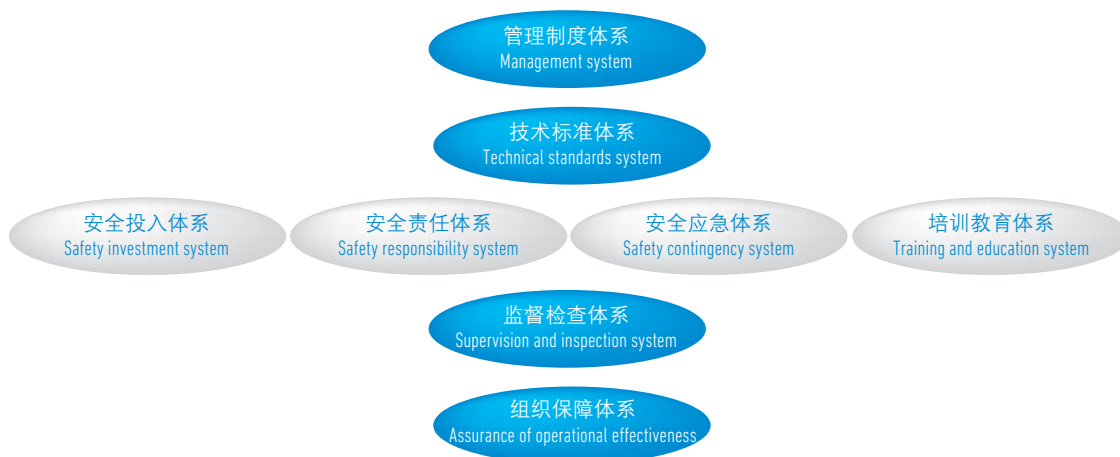 管理制度体系
Management system
技术标准体系
Technical standards system
安全投入体系
Safety investment system
安全责任体系
Safety responsibility system
安全应急体系
Safety contingency system
培训教育体系
Training and education system
监督检查体系
Supervision and inspection system
组织保障体系
Assurance of operational effectiveness